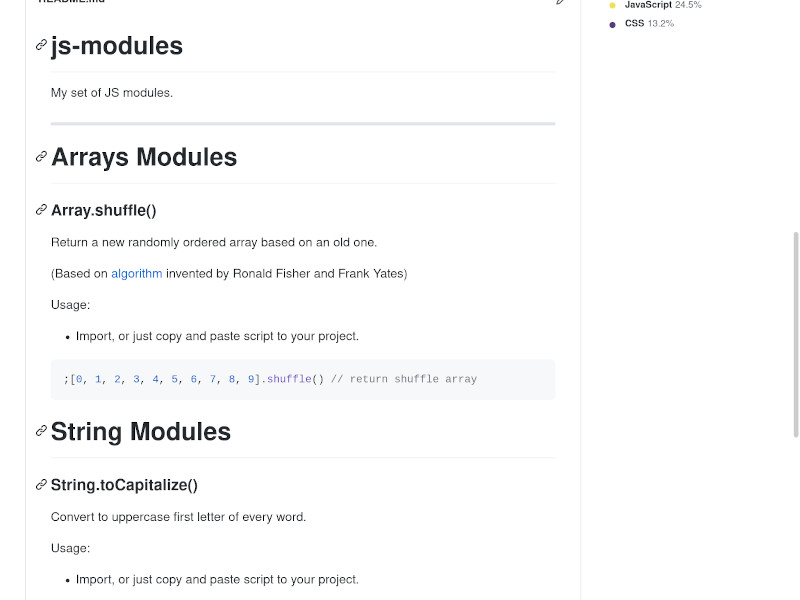 README.md
JavaScript 24.5%
CSS 13.2%
js-modules
My set of JS modules.
Arrays Modules
Array.shuffle()
Return a new randomly ordered array based on an old one.
(Based on algorithm invented by Ronald Fisher and Frank Yates)
Usage:
• Import, or just copy and paste script to your project.
;[0, 1, 2, 3, 4, 5, 6, 7, 8, 9].shuffle() // return shuffle array
String Modules
String.toCapitalize()
Convert to uppercase first letter of every word.
Usage:
• Import, or just copy and paste script to your project.